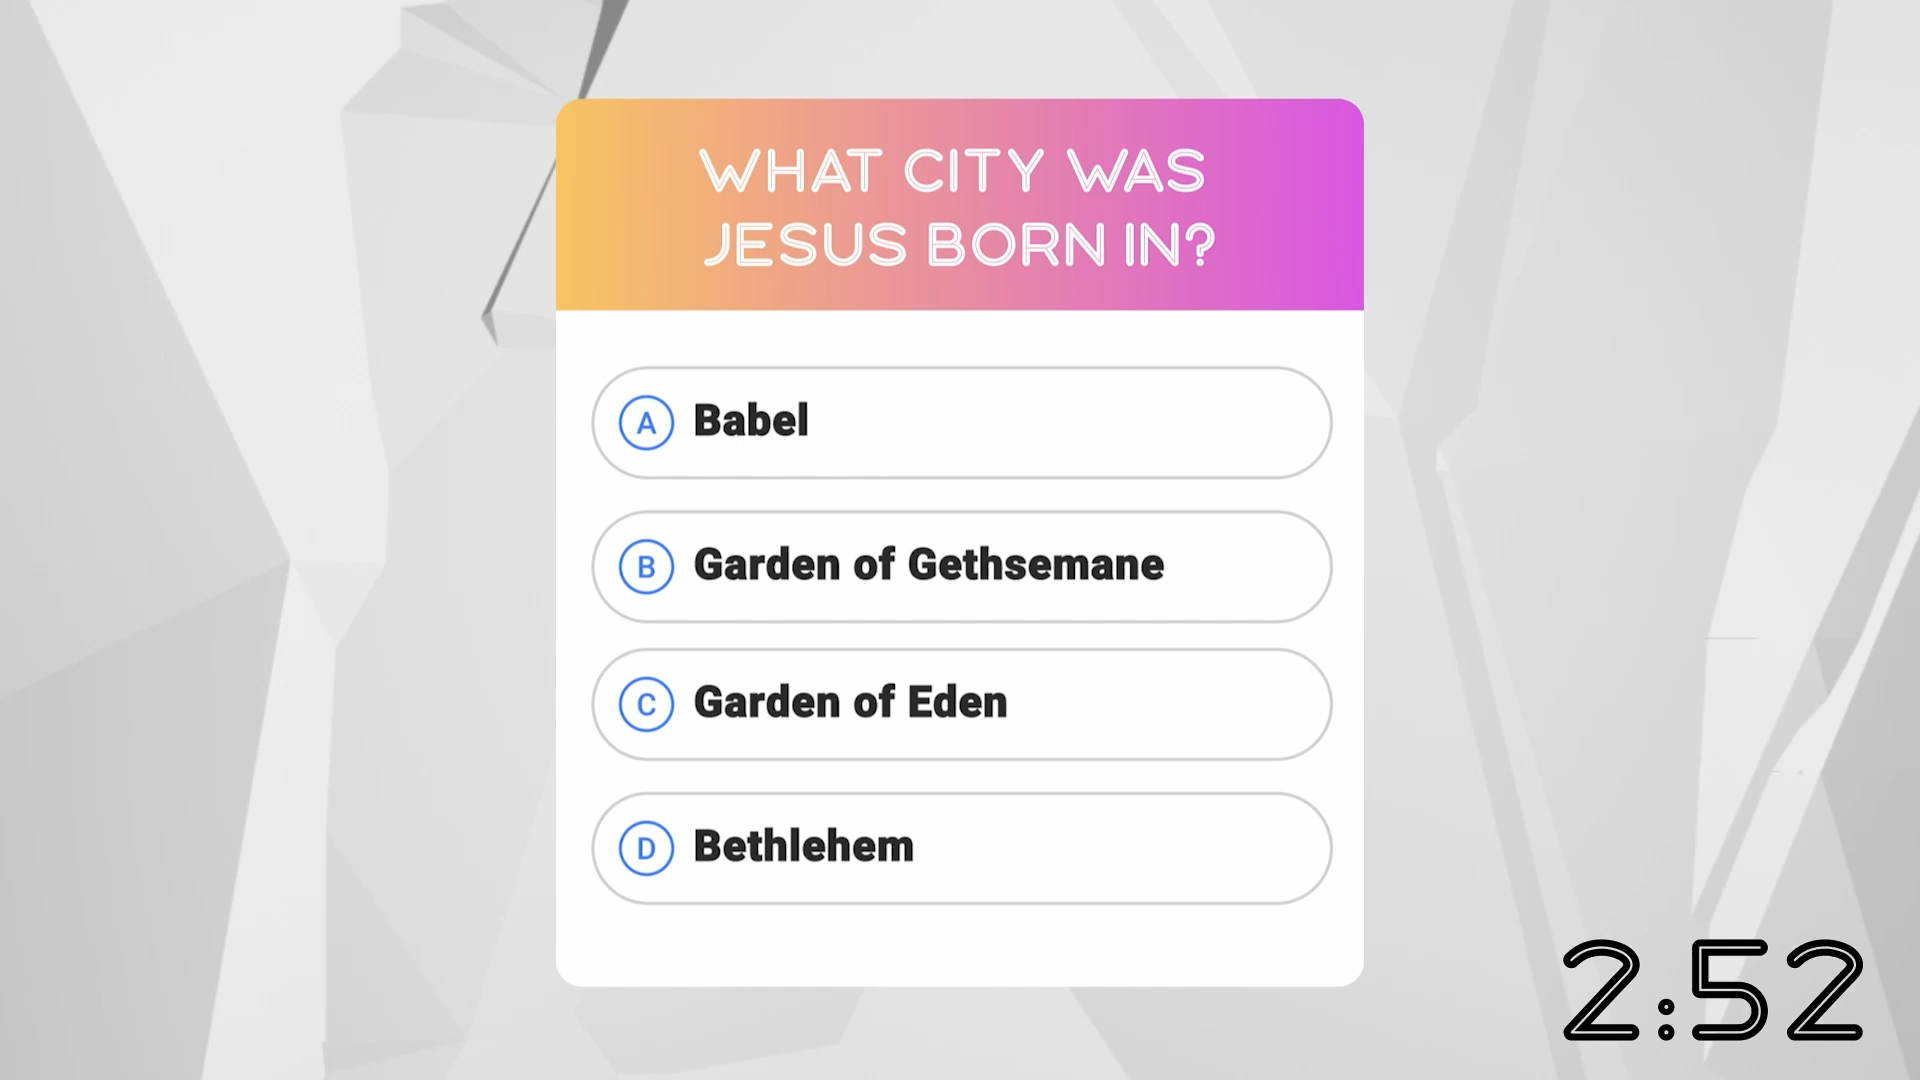 WHAT CITY WAS
JESUS BORN IN?
A Babel
B Garden of Gethsemane
C Garden of Eden
D Bethlehem
2:52